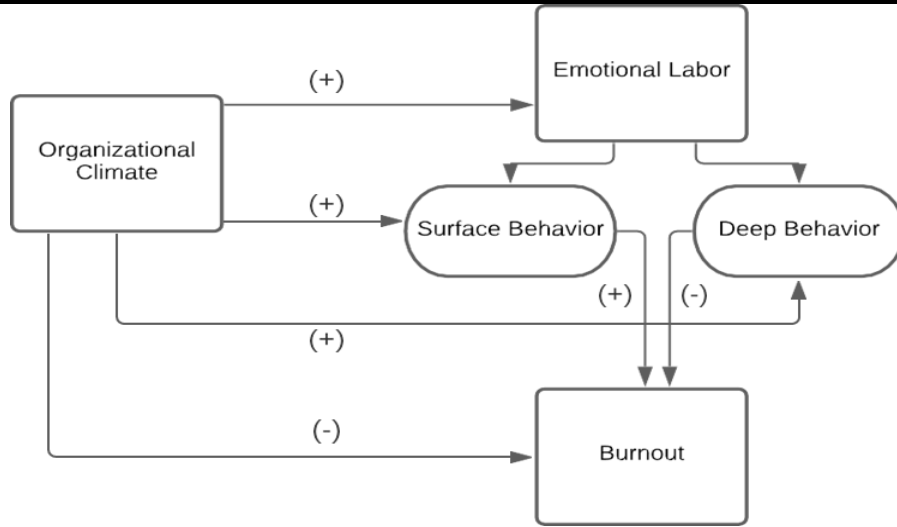 Emotional Labor
(+)
Organizational
Climate
(+)
Surface Behavior
Deep Behavior
(+)
(-)
(+)
(-)
Burnout